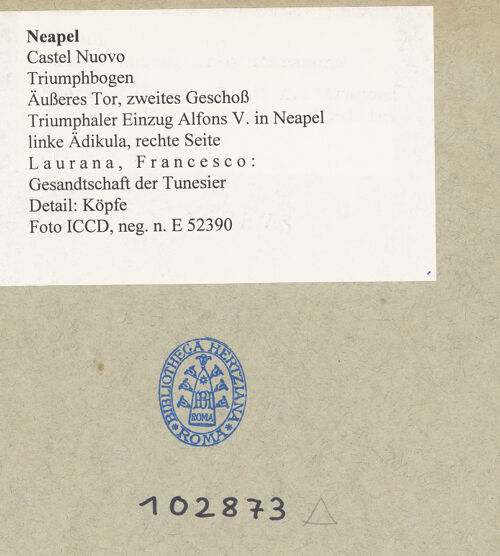 Neapel
Castel Nuovo
Triumphbogen
Äußeres Tor, zweites Geschoß
Triumphaler Einzug Alfons V. in Neapel
linke Ädikula, rechte Seite
Laurana, Francesco:
Gesandtschaft der Tunesier
Detail: Köpfe
Foto ICCD, neg. n. E 52390
BIBLIOTHECA HERTZIANA
ROMA
ROMA
102873